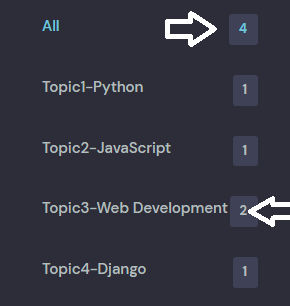 All 4
Topic1-Python 1
Topic2-JavaScript 1
Topic3-Web Development 2
Topic4-Django 1